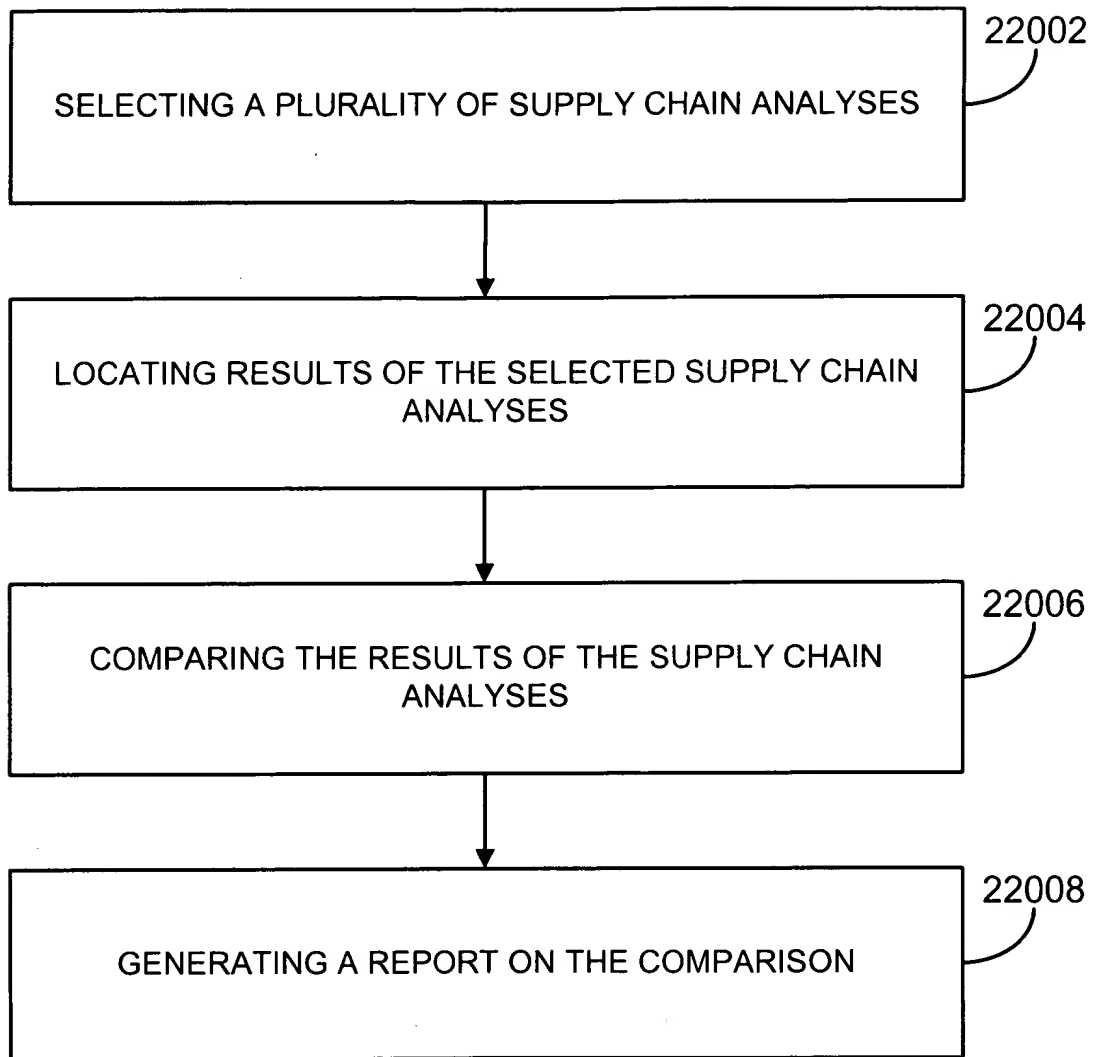 22002
SELECTING A PLURALITY OF SUPPLY CHAIN ANALYSES
22004
LOCATING RESULTS OF THE SELECTED SUPPLY CHAIN
ANALYSES
22006
COMPARING THE RESULTS OF THE SUPPLY CHAIN
ANALYSES
22008
GENERATING A REPORT ON THE COMPARISON